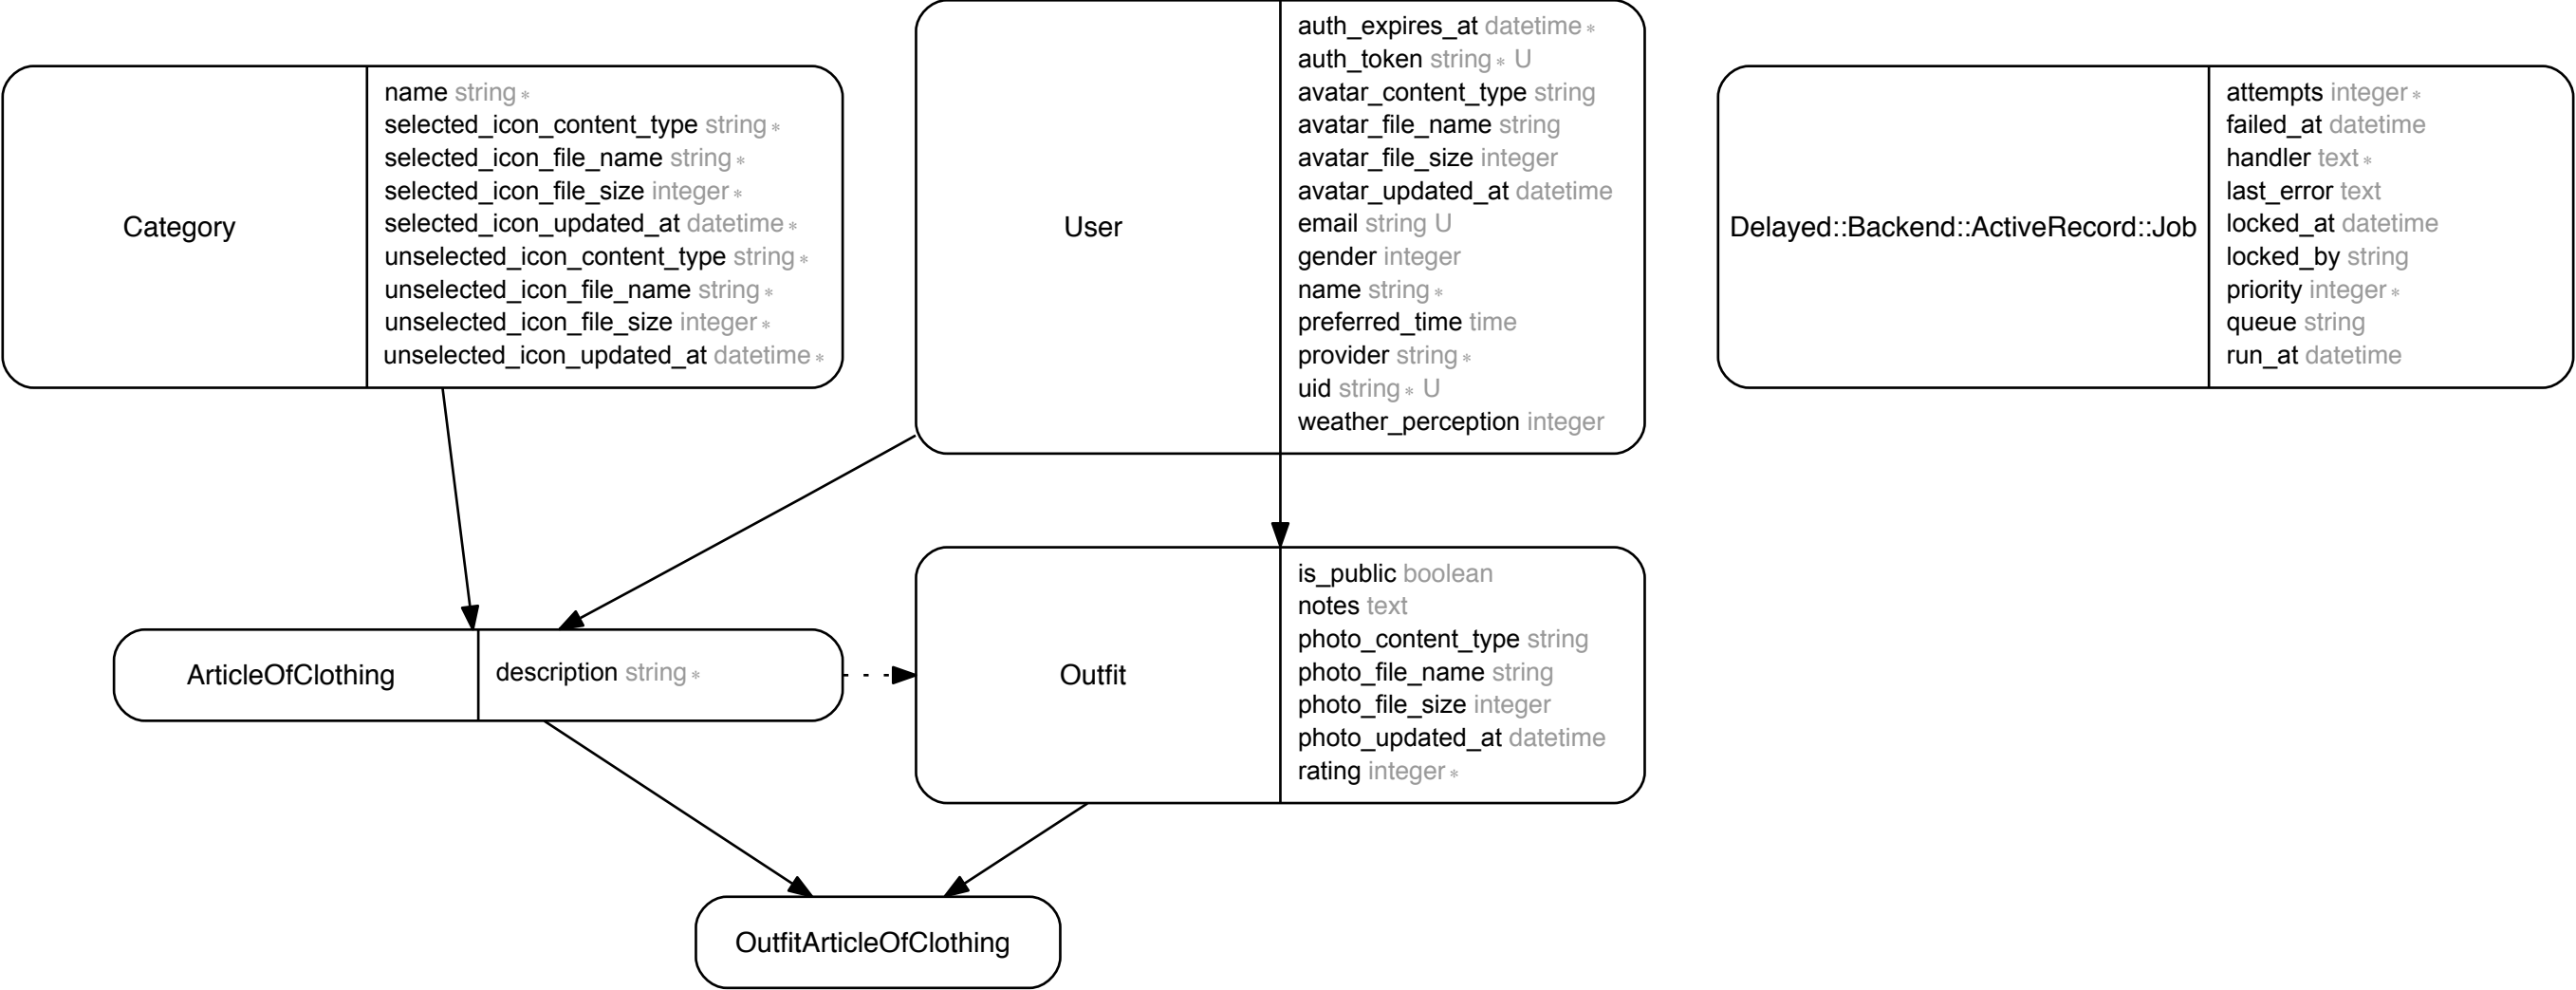 Category
name string ∗
selected_icon_content_type string ∗
selected_icon_file_name string ∗
selected_icon_file_size integer ∗
selected_icon_updated_at datetime ∗
unselected_icon_content_type string ∗
unselected_icon_file_name string ∗
unselected_icon_file_size integer ∗
unselected_icon_updated_at datetime ∗
User
auth_expires_at datetime ∗
auth_token string ∗ U
avatar_content_type string
avatar_file_name string
avatar_file_size integer
avatar_updated_at datetime
email string U
gender integer
name string ∗
preferred_time time
provider string ∗
uid string ∗ U
weather_perception integer
Delayed::Backend::ActiveRecord::Job
attempts integer ∗
failed_at datetime
handler text ∗
last_error text
locked_at datetime
locked_by string
priority integer ∗
queue string
run_at datetime
ArticleOfClothing
description string ∗
Outfit
is_public boolean
notes text
photo_content_type string
photo_file_name string
photo_file_size integer
photo_updated_at datetime
rating integer ∗
OutfitArticleOfClothing